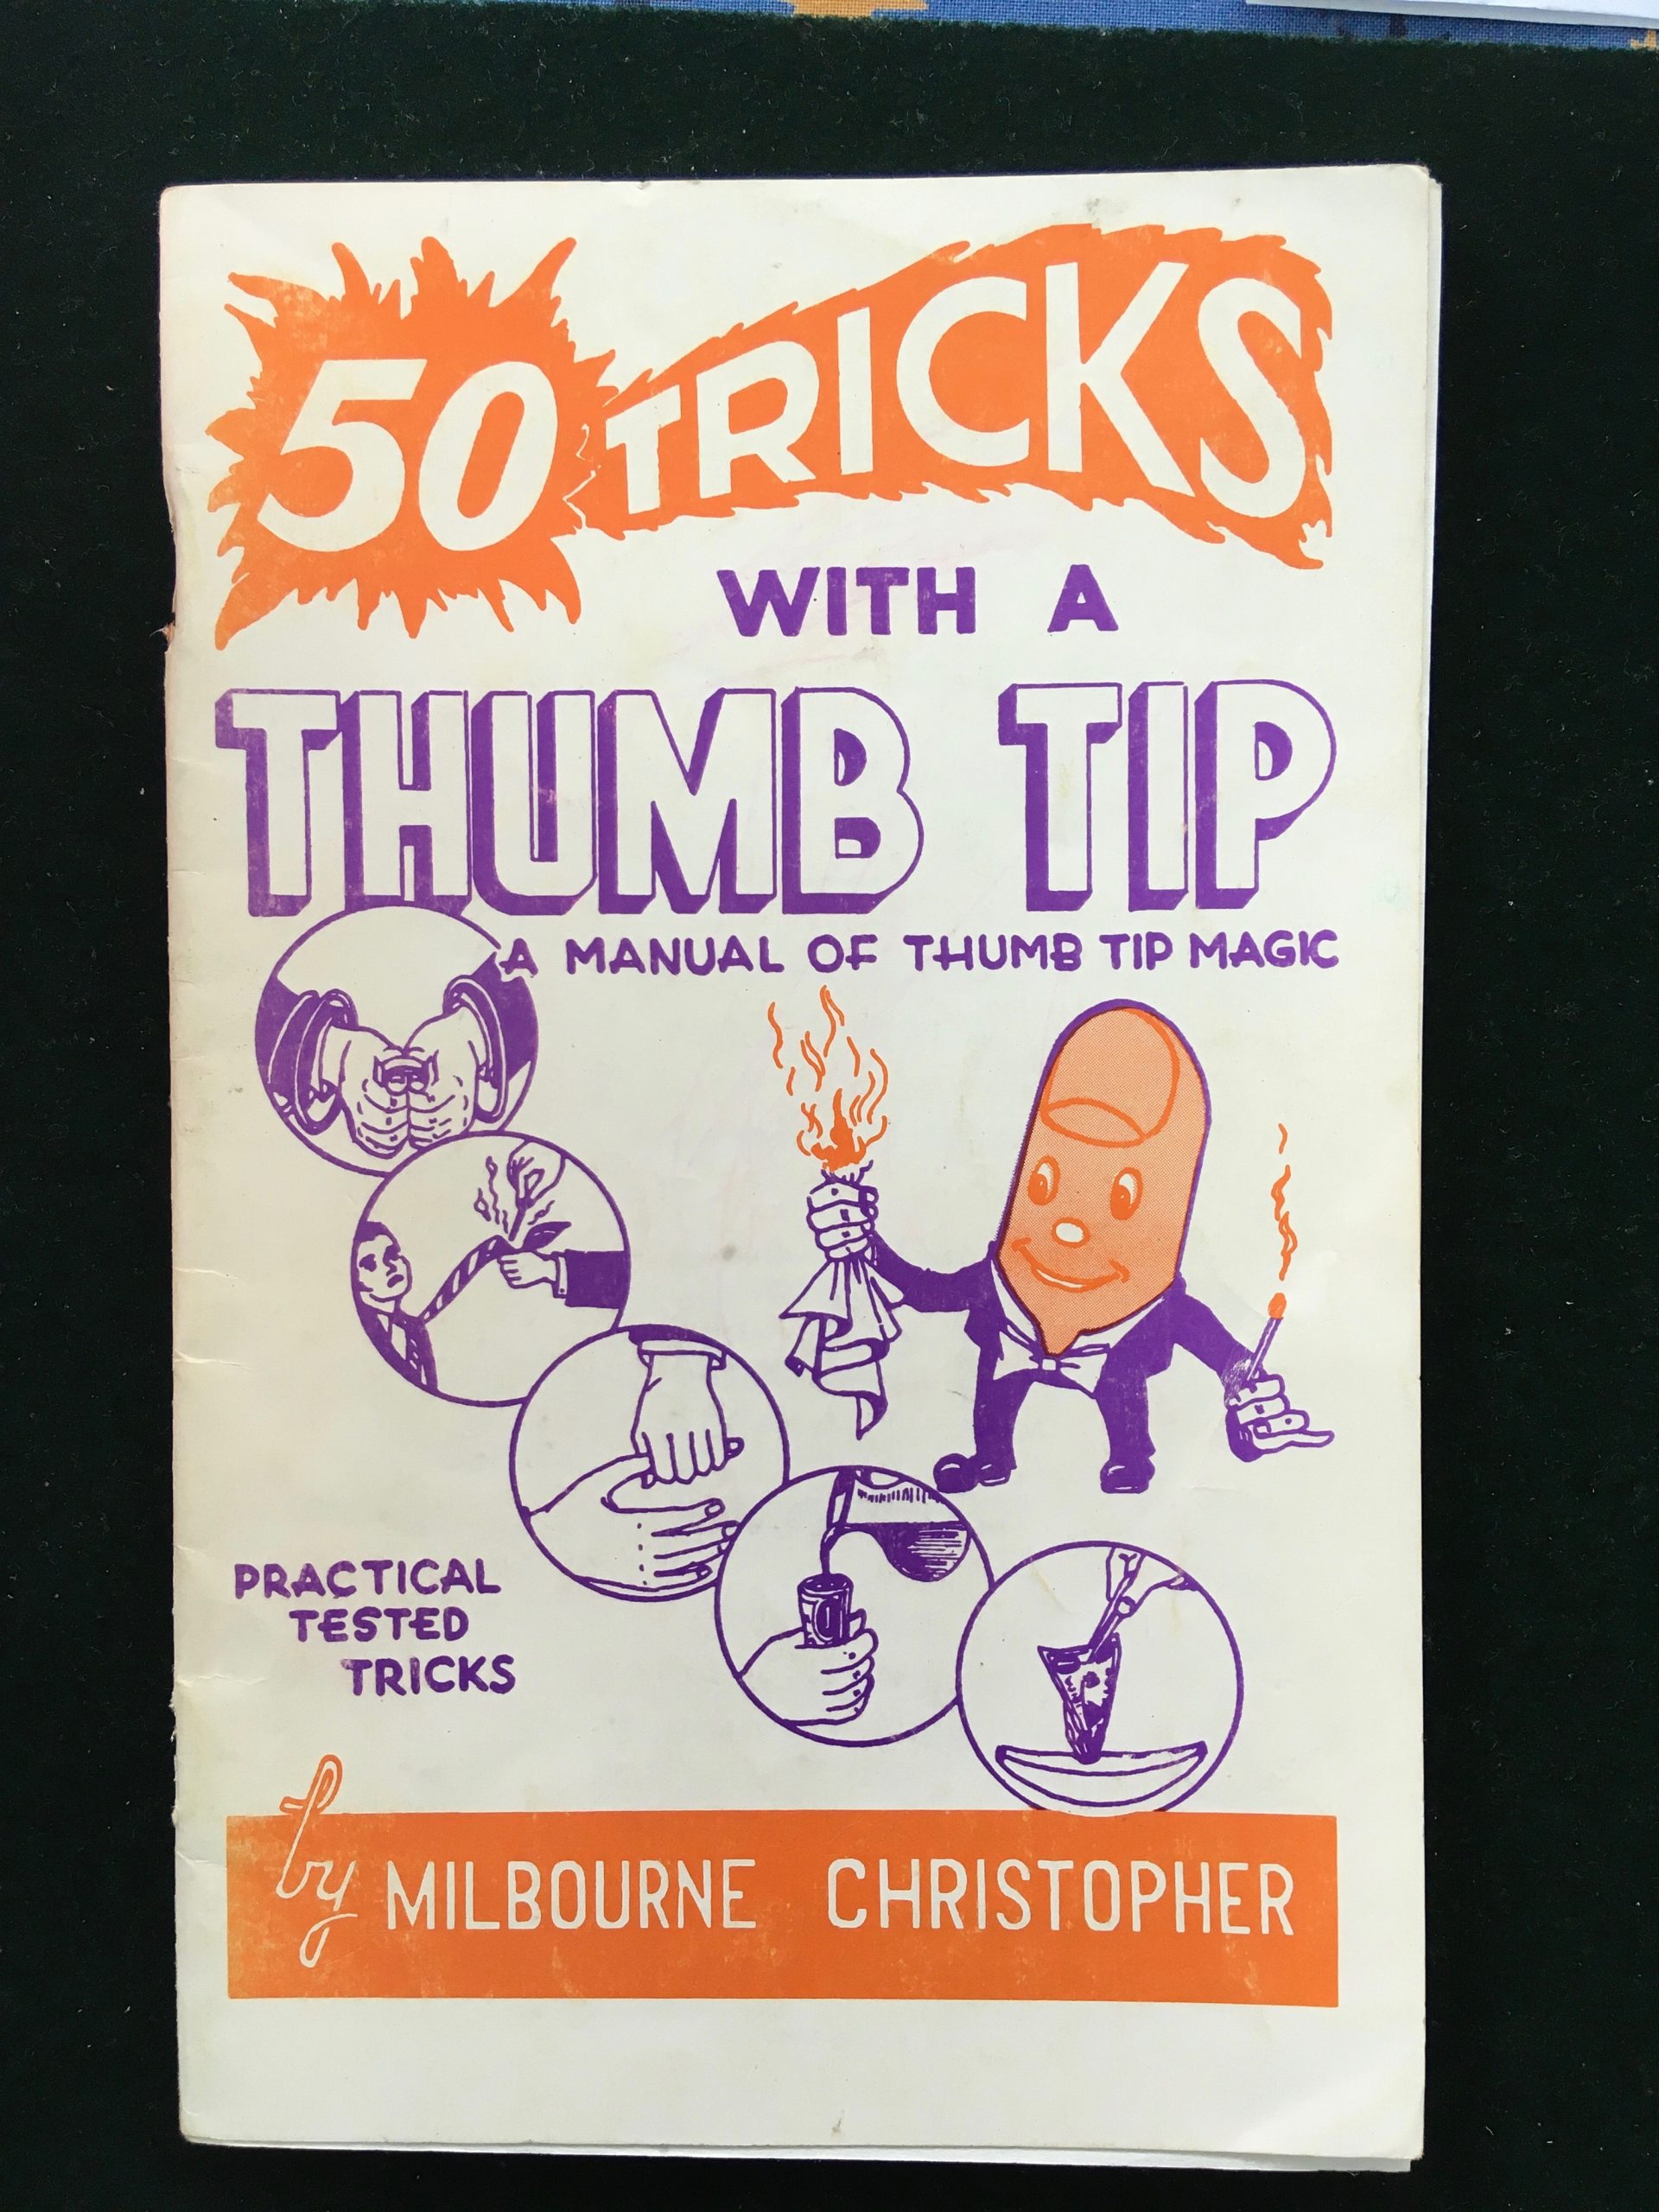 50 TRICKS
WITH A
THUMB TIP
A MANUAL OF THUMB TIP MAGIC
PRACTICAL
TESTED
TRICKS
by MILBOURNE CHRISTOPHER